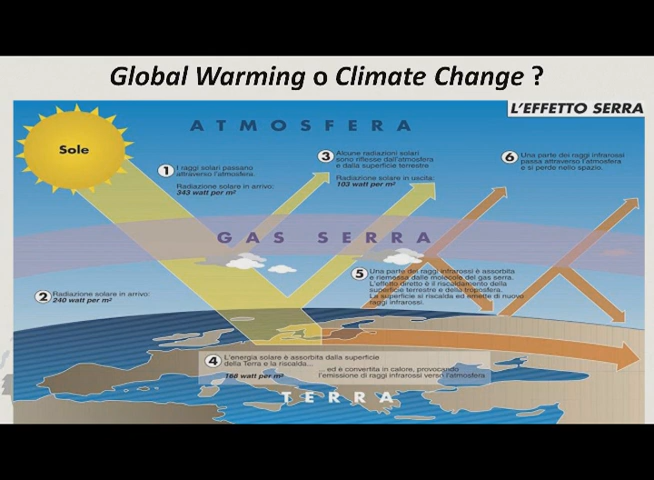 Global Warming o Climate Change ?
L'EFFETTO SERRA
ATMOSFERA
Sole
1 I raggi solari passano
attraverso l'atmosfera.
Radiazione solare in arrivo:
343 watt per m²
3 Alcune radiazioni solari
sono riflesse dall'atmosfera
e dalla superficie terrestre
Radiazione solare in uscita:
103 watt per m²
6 Una parte dei raggi infrarossi
passa attraverso l'atmosfera
e si perde nello spazio.
GAS SERRA
2 Radiazione solare in arrivo:
240 watt per m²
5 Una parte dei raggi infrarossi è assorbita
e riemessa dalle molecole del gas serra.
L'effetto diretto è il riscaldamento della
superficie terrestre e della troposfera.
La superficie si riscalda ed emette di nuovo
raggi infrarossi.
4 L'energia solare è assorbita dalla superficie
della Terra e la riscalda...
168 watt per m²
... ed è convertita in calore, provocando
l'emissione di raggi infrarossi verso l'atmosfera
TERRA